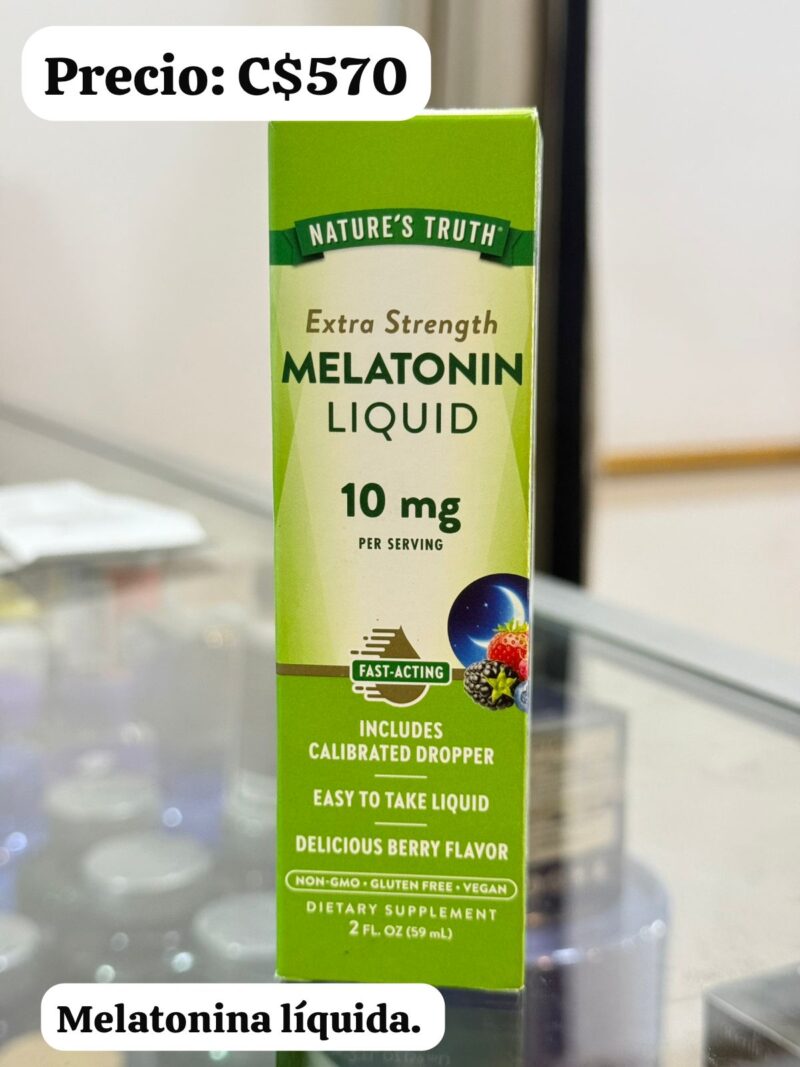 Precio: C$570
NATURE'S TRUTH®
Extra Strength
MELATONIN
LIQUID
10 mg
PER SERVING
FAST-ACTING
INCLUDES
CALIBRATED DROPPER
EASY TO TAKE LIQUID
DELICIOUS BERRY FLAVOR
NON-GMO • GLUTEN FREE • VEGAN
DIETARY SUPPLEMENT
2 FL. OZ (59 mL)
Melatonina líquida.